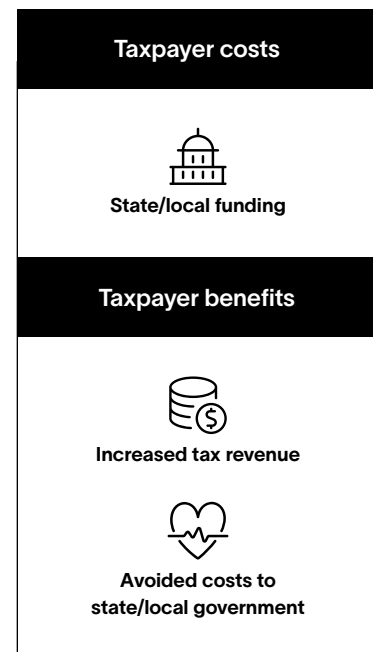 Taxpayer costs
State/local funding
Taxpayer benefits
$
Increased tax revenue
Avoided costs to
state/local government